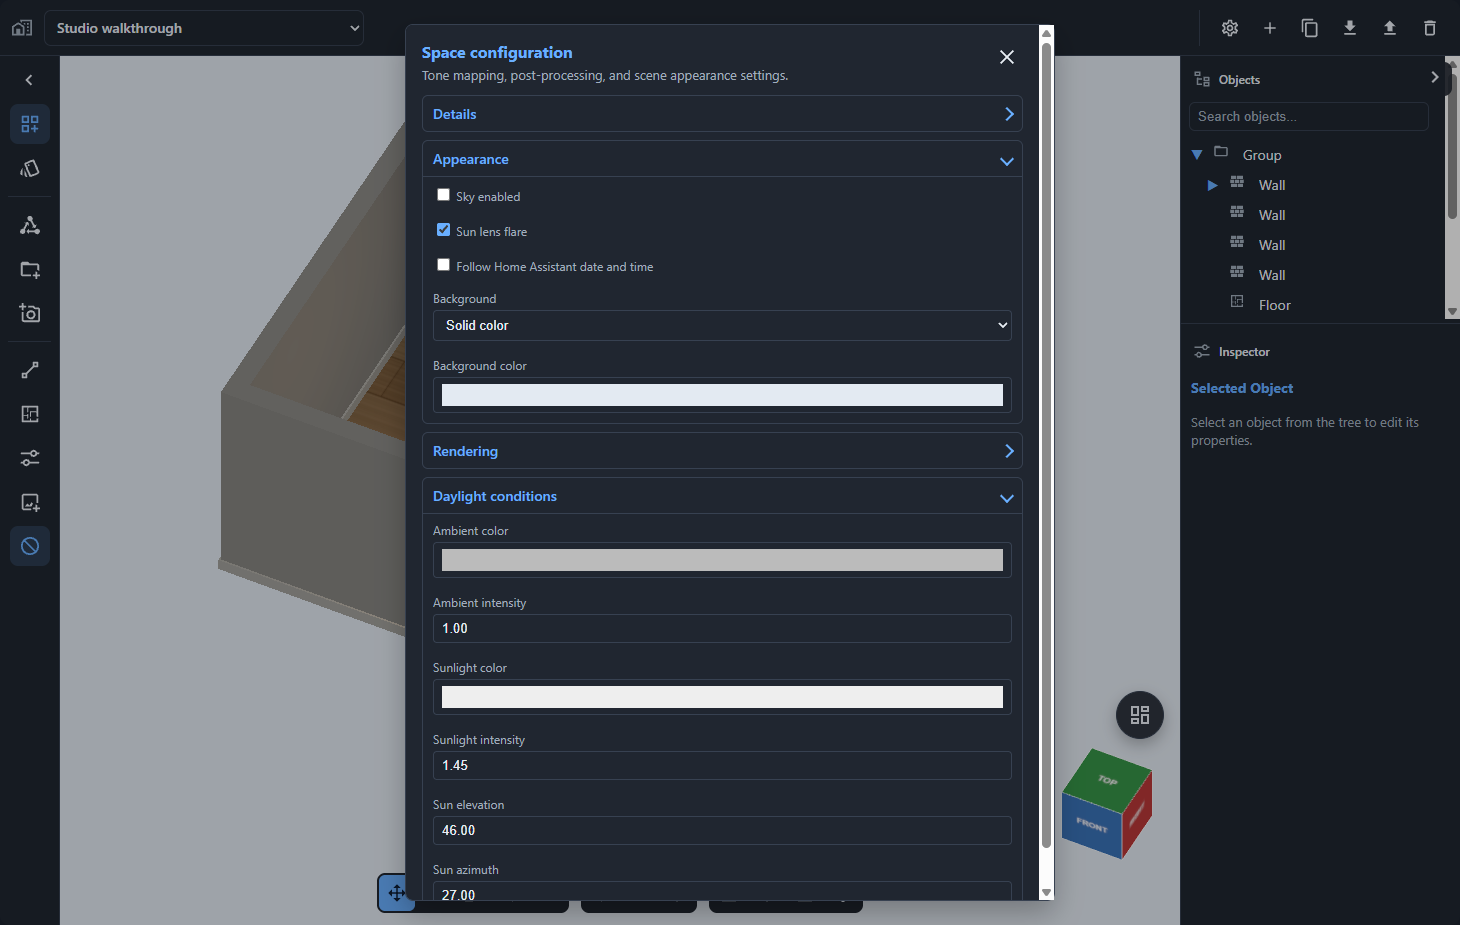 Studio walkthrough
Space configuration
Tone mapping, post-processing, and scene appearance settings.
Details
Appearance
Sky enabled
Sun lens flare
Follow Home Assistant date and time
Background
Solid color
Background color
Rendering
Daylight conditions
Ambient color
Ambient intensity
1.00
Sunlight color
Sunlight intensity
1.45
Sun elevation
46.00
Sun azimuth
27.00
Objects
Search objects...
Group
Wall
Wall
Wall
Wall
Floor
Inspector
Selected Object
Select an object from the tree to edit its
properties.
TOP
FRONT